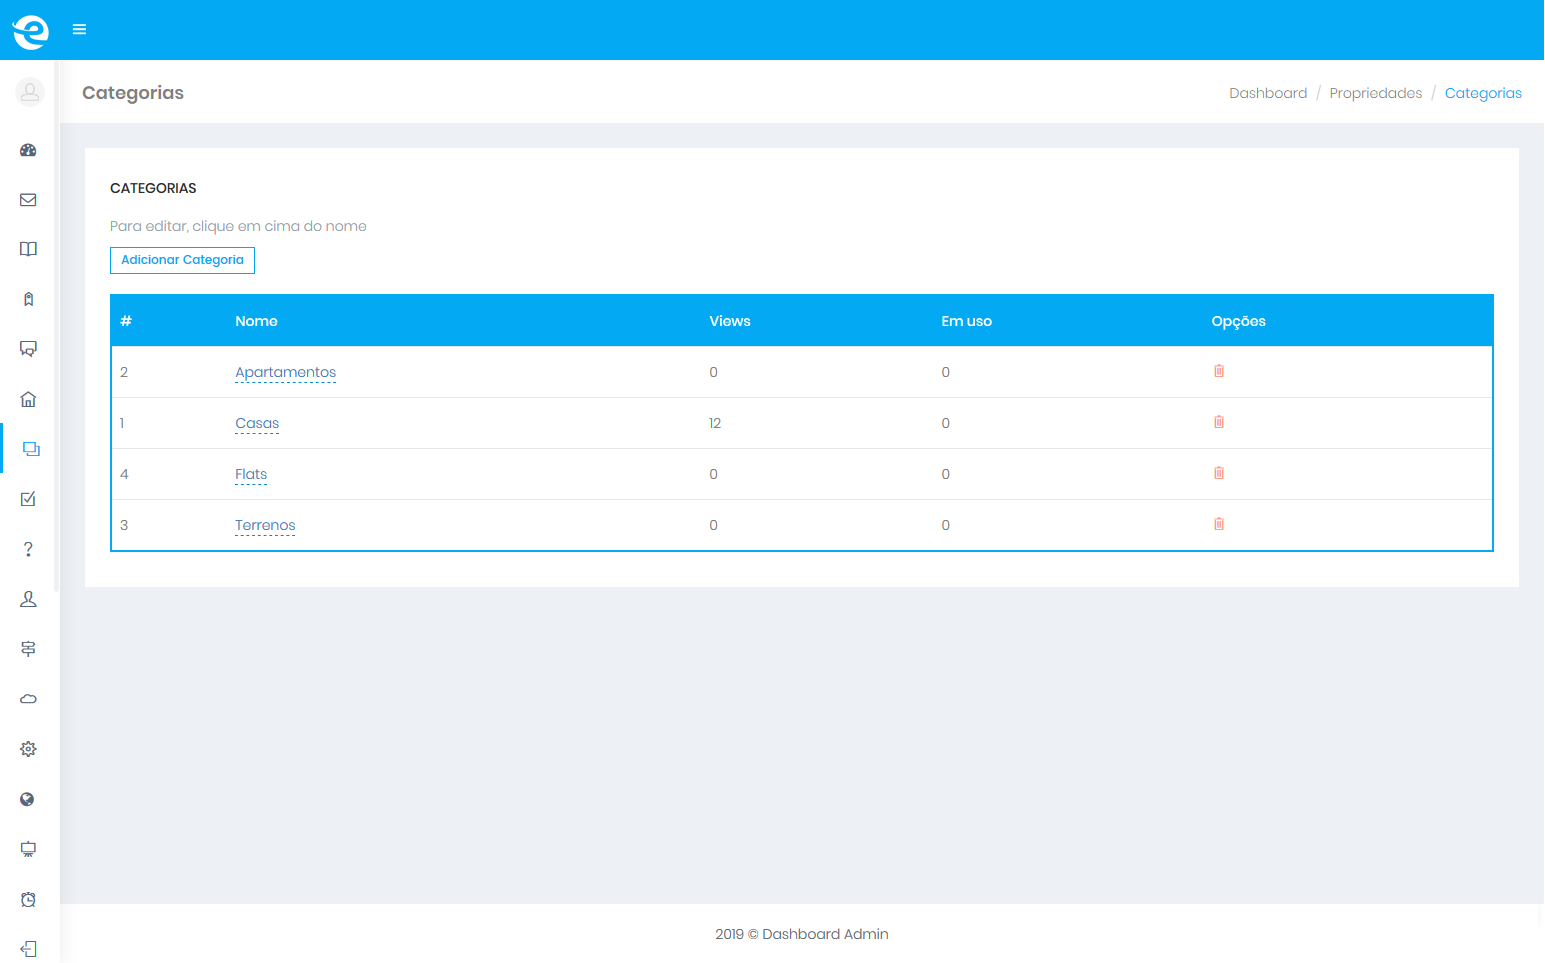 Categorias
Dashboard / Propriedades / Categorias
CATEGORIAS
Para editar, clique em cima do nome
Adicionar Categoria
# Nome Views Em uso Opções
2 Apartamentos 0 0
1 Casas 12 0
4 Flats 0 0
3 Terrenos 0 0
2019 © Dashboard Admin